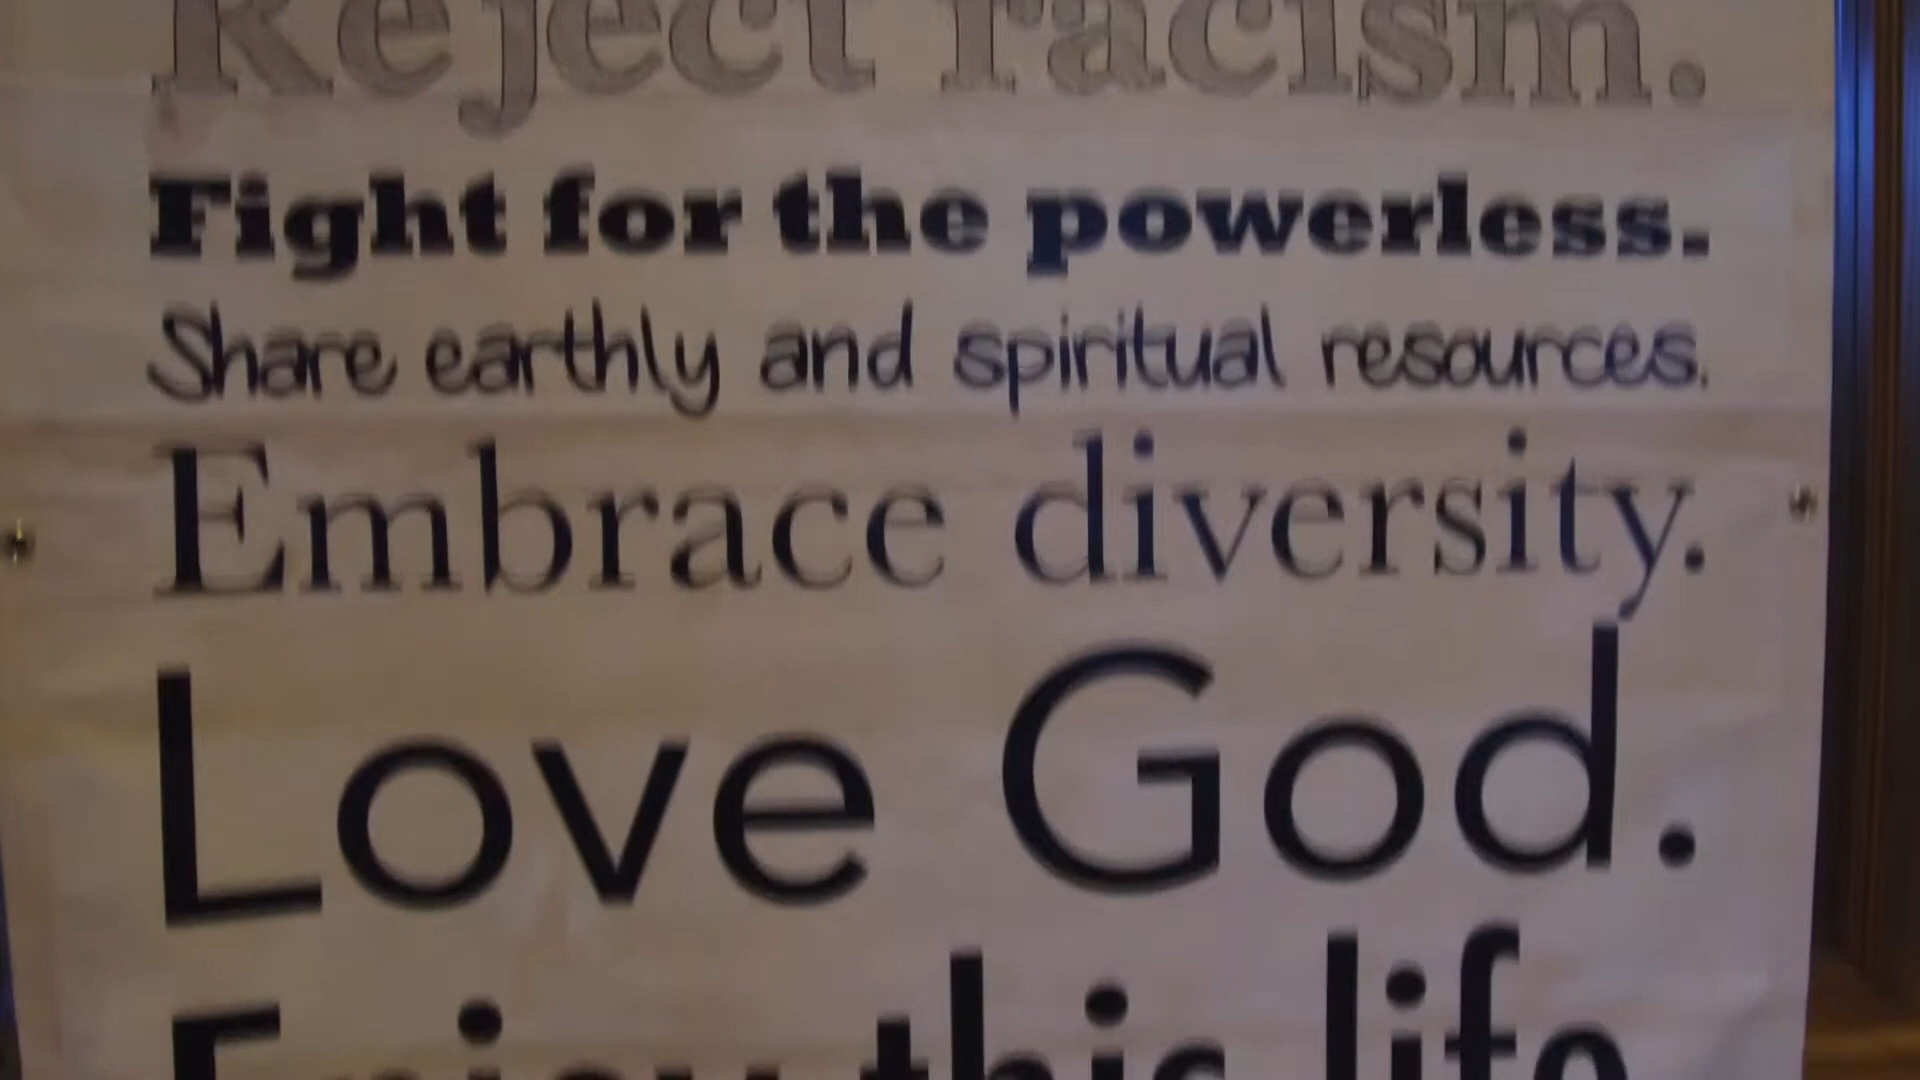 Reject racism.
Fight for the powerless.
Share earthly and spiritual resources.
Embrace diversity.
Love God.
Enjoy this life.